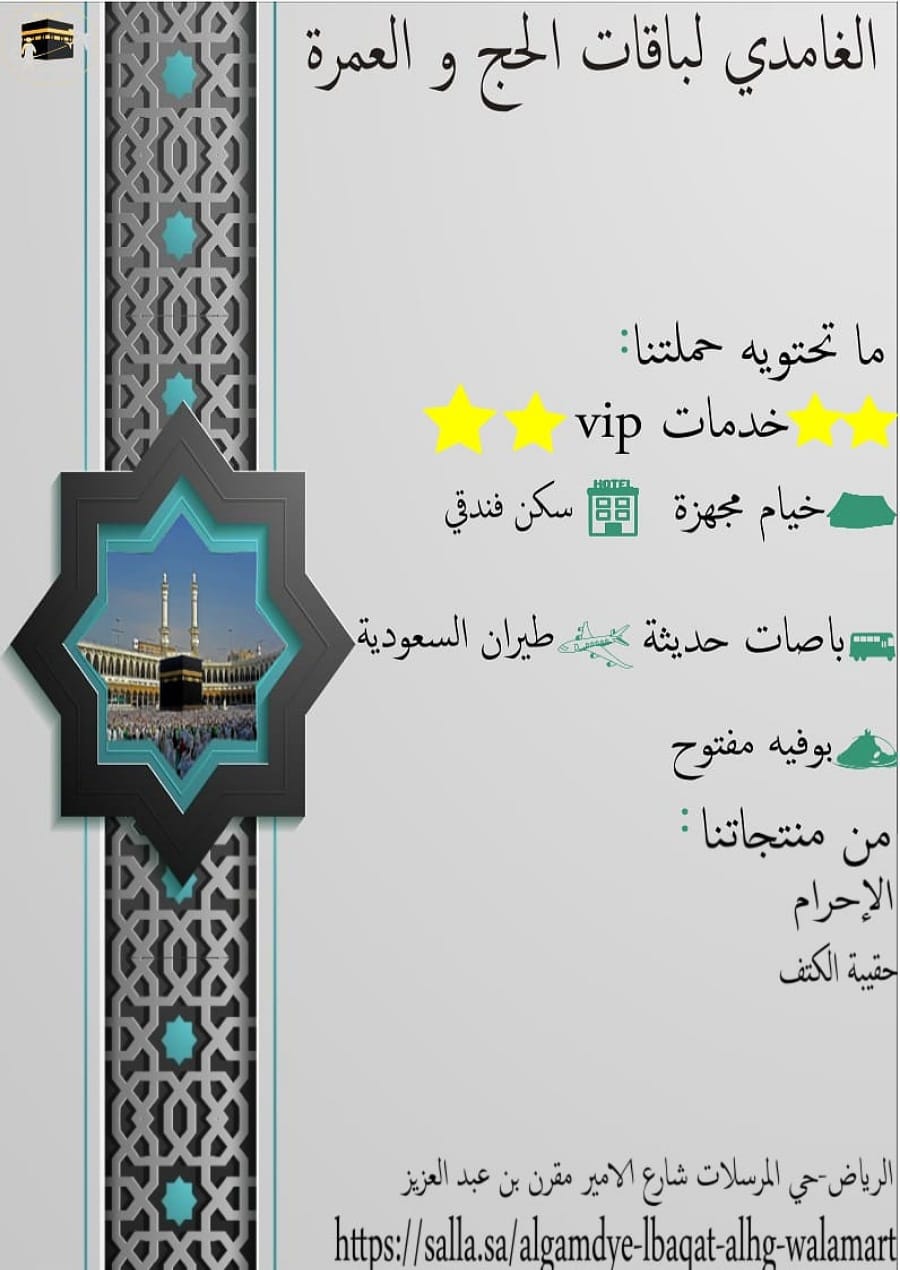 الغامدي لباقات الحج و العمرة
ما تحتويه حملتنا:
خدمات vip
خيام مجهزة HOTEL سكن فندقي
باصات حديثة طيران السعودية
بوفيه مفتوح
من منتجاتنا :
الإحرام
حقيبة الكتف
الرياض-حي المرسلات شارع الامير مقرن بن عبد العزيز
https://salla.sa/algamdye-lbaqat-alhg-walamart